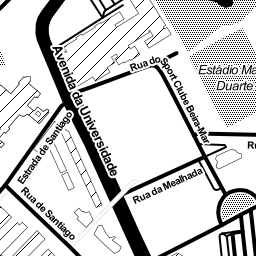 Avenida da Universidade
Rua do Sport Clube Beira-Mar
Estádio Ma
Duarte
Estrada de Santiago
Rua da Mealhada
Rua de Santiago